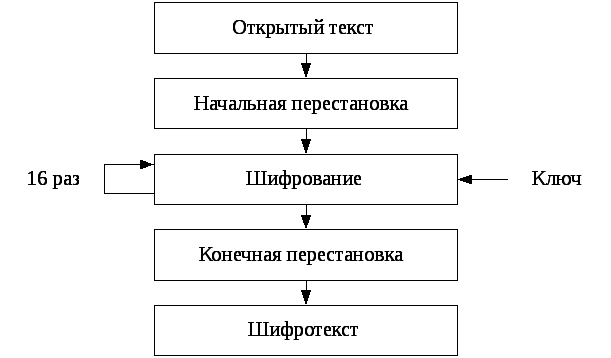 Открытый текст
Начальная перестановка
16 раз
Шифрование
Ключ
Конечная перестановка
Шифротекст